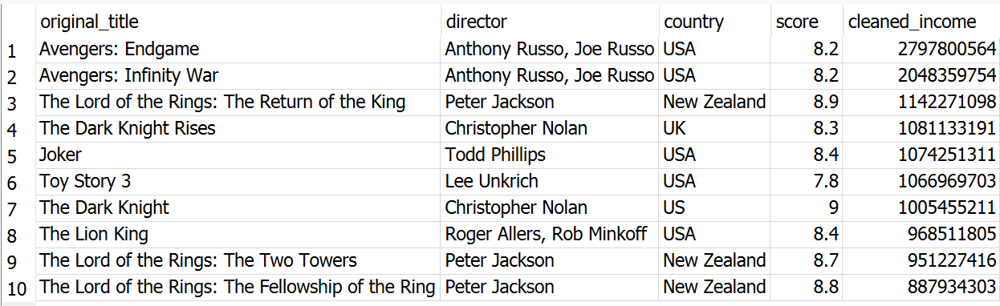 original_title director country score cleaned_income
1 Avengers: Endgame Anthony Russo, Joe Russo USA 8.2 2797800564
2 Avengers: Infinity War Anthony Russo, Joe Russo USA 8.2 2048359754
3 The Lord of the Rings: The Return of the King Peter Jackson New Zealand 8.9 1142271098
4 The Dark Knight Rises Christopher Nolan UK 8.3 1081133191
5 Joker Todd Phillips USA 8.4 1074251311
6 Toy Story 3 Lee Unkrich USA 7.8 1066969703
7 The Dark Knight Christopher Nolan US 9 1005455211
8 The Lion King Roger Allers, Rob Minkoff USA 8.4 968511805
9 The Lord of the Rings: The Two Towers Peter Jackson New Zealand 8.7 951227416
10 The Lord of the Rings: The Fellowship of the Ring Peter Jackson New Zealand 8.8 887934303